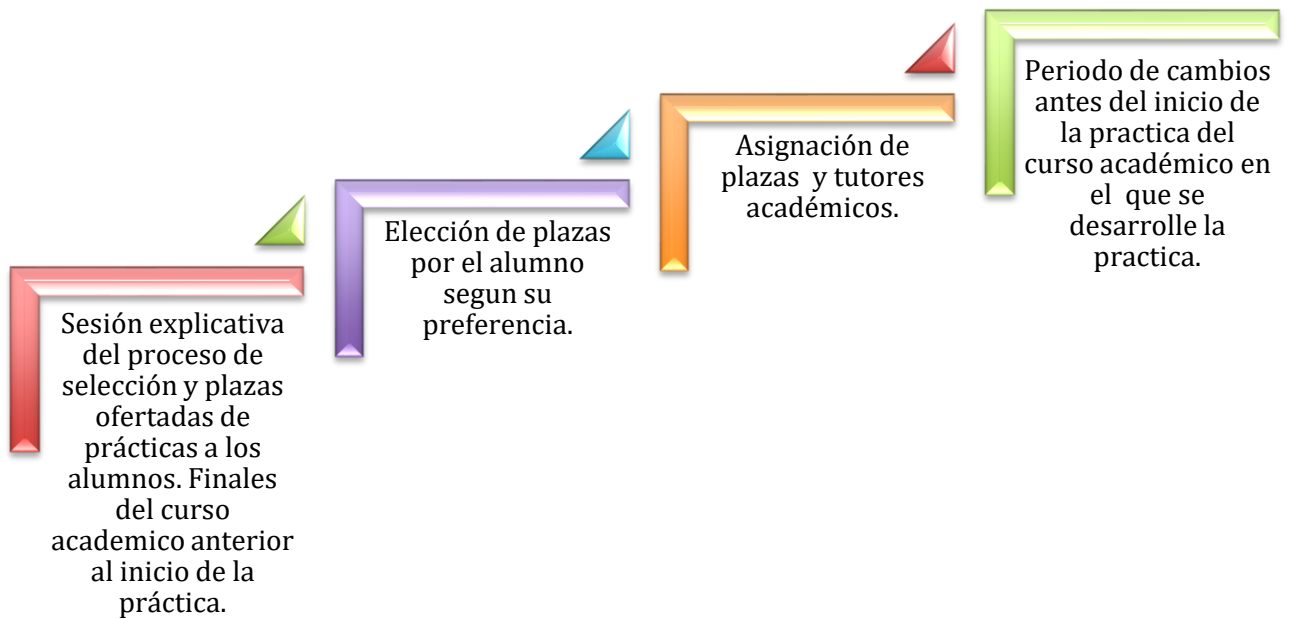 Sesión explicativa
del proceso de
selección y plazas
ofertadas de
prácticas a los
alumnos. Finales
del curso
academico anterior
al inicio de la
práctica.
Elección de plazas
por el alumno
segun su
preferencia.
Asignación de
plazas y tutores
académicos.
Periodo de cambios
antes del inicio de
la practica del
curso académico en
el que se
desarrolle la
practica.